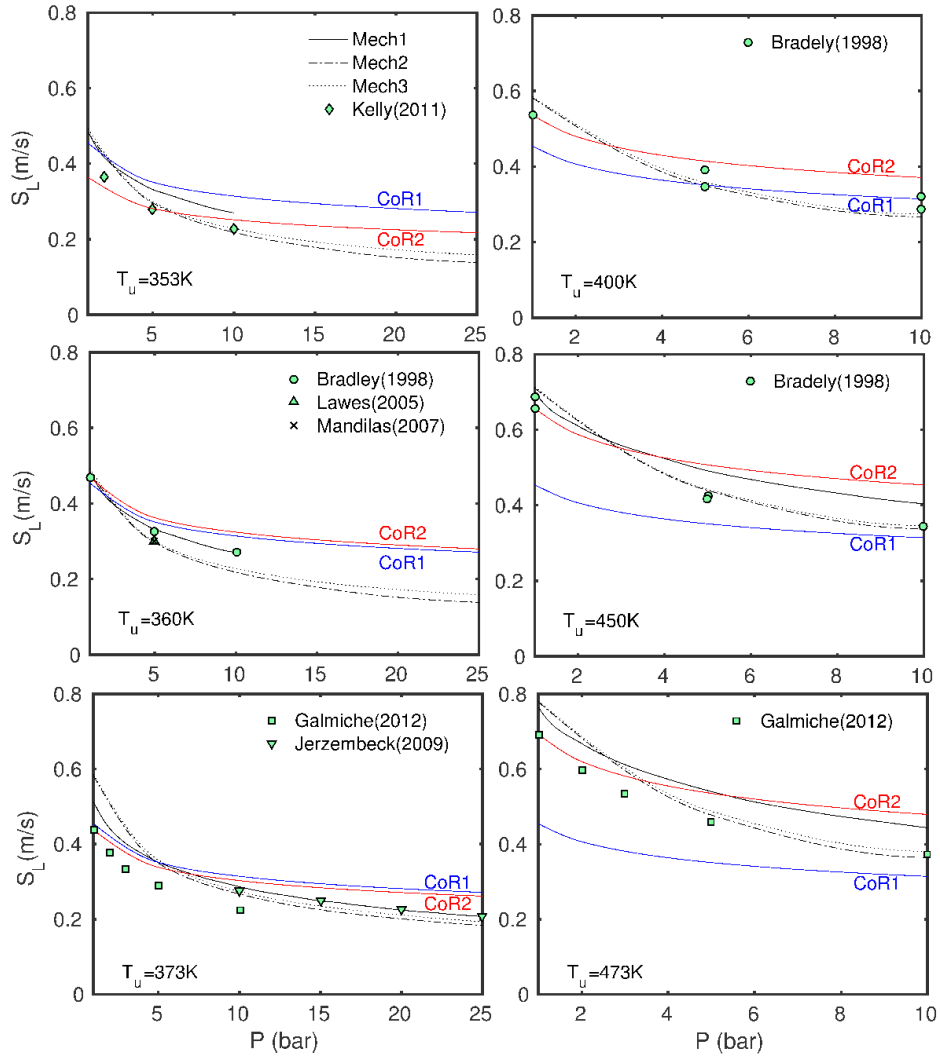 0.8
0.6
0.4
0.2
0
S_L(m/s)
Mech1
Mech2
Mech3
Kelly(2011)
CoR1
CoR2
T_u=353K
5 10 15 20 25
0.8
0.6
0.4
0.2
0
Bradely(1998)
CoR2
CoR1
T_u=400K
2 4 6 8 10
0.8
0.6
0.4
0.2
0
S_L(m/s)
Bradley(1998)
Lawes(2005)
Mandilas(2007)
CoR2
CoR1
T_u=360K
5 10 15 20 25
0.8
0.6
0.4
0.2
0
Bradely(1998)
CoR2
CoR1
T_u=450K
2 4 6 8 10
0.8
0.6
0.4
0.2
0
S_L(m/s)
Galmiche(2012)
Jerzembeck(2009)
CoR1
CoR2
T_u=373K
5 10 15 20 25
P (bar)
0.8
0.6
0.4
0.2
0
Galmiche(2012)
CoR2
CoR1
T_u=473K
2 4 6 8 10
P (bar)